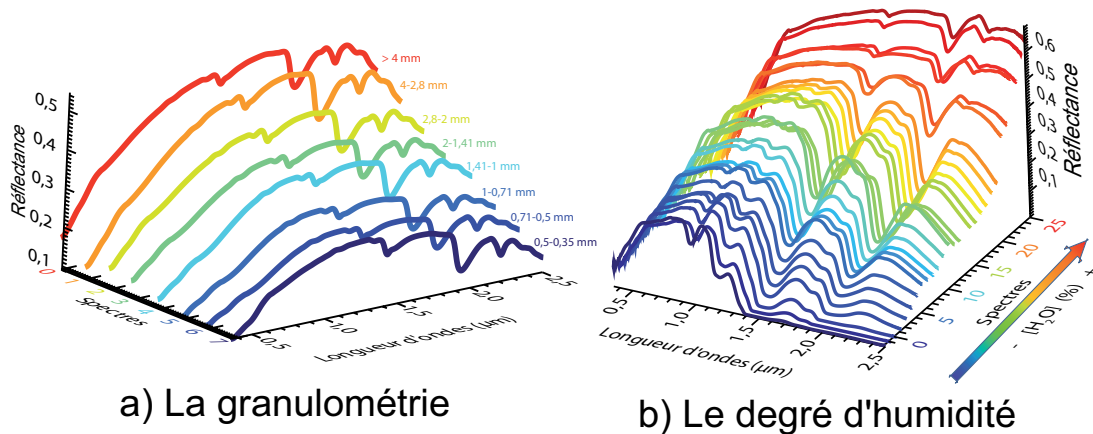 Réflectance
0,5
0,4
0,3
0,2
0,1
0
1
2
3
4
5
6
7
Spectres
0,5
1,0
1,5
2,0
2,5
Longueur d'ondes (µm)
> 4 mm
4-2,8 mm
2,8-2 mm
2-1,41 mm
1,41-1 mm
1-0,71 mm
0,71-0,5 mm
0,5-0,35 mm
a) La granulométrie
0,6
0,5
0,4
0,3
0,2
0,1
Réflectance
0,5
1,0
1,5
2,0
2,5
Longueur d'ondes (µm)
0
5
10
15
20
25
Spectres
- [H₂O] (%) +
b) Le degré d'humidité